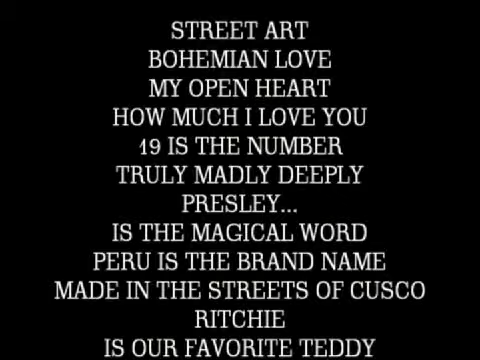 STREET ART
BOHEMIAN LOVE
MY OPEN HEART
HOW MUCH I LOVE YOU
19 IS THE NUMBER
TRULY MADLY DEEPLY
PRESLEY...
IS THE MAGICAL WORD
PERU IS THE BRAND NAME
MADE IN THE STREETS OF CUSCO
RITCHIE
IS OUR FAVORITE TEDDY